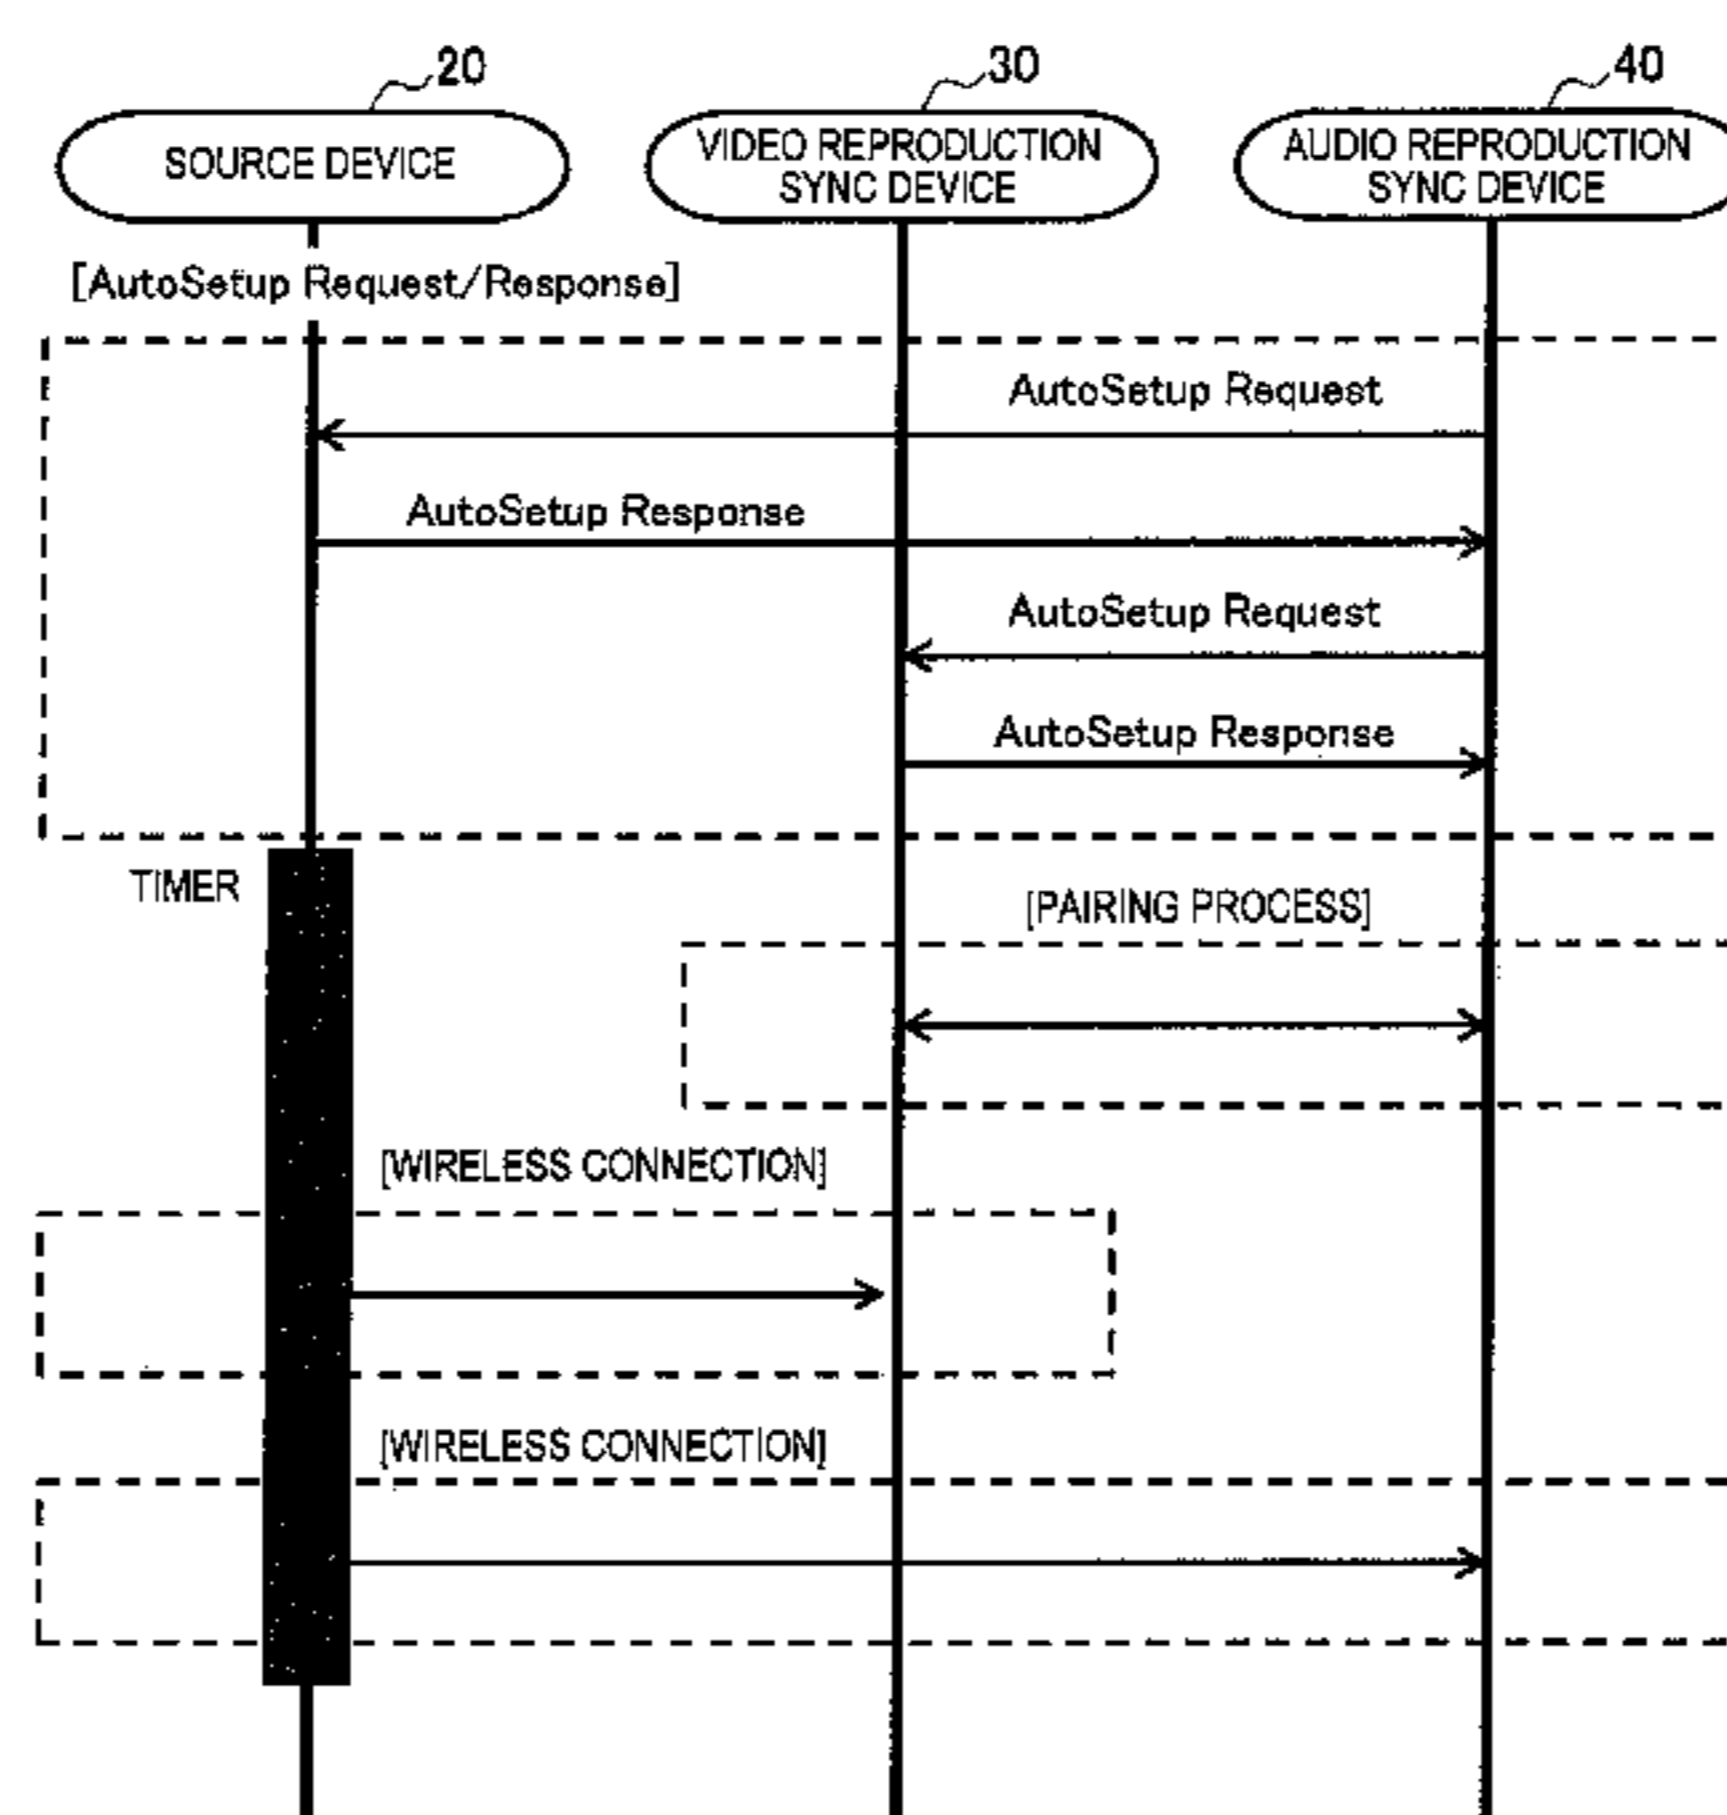 20
30
40
SOURCE DEVICE
VIDEO REPRODUCTION
SYNC DEVICE
AUDIO REPRODUCTION
SYNC DEVICE
[AutoSetup Request/Response]
AutoSetup Request
AutoSetup Response
AutoSetup Request
AutoSetup Response
TIMER
[PAIRING PROCESS]
[WIRELESS CONNECTION]
[WIRELESS CONNECTION]